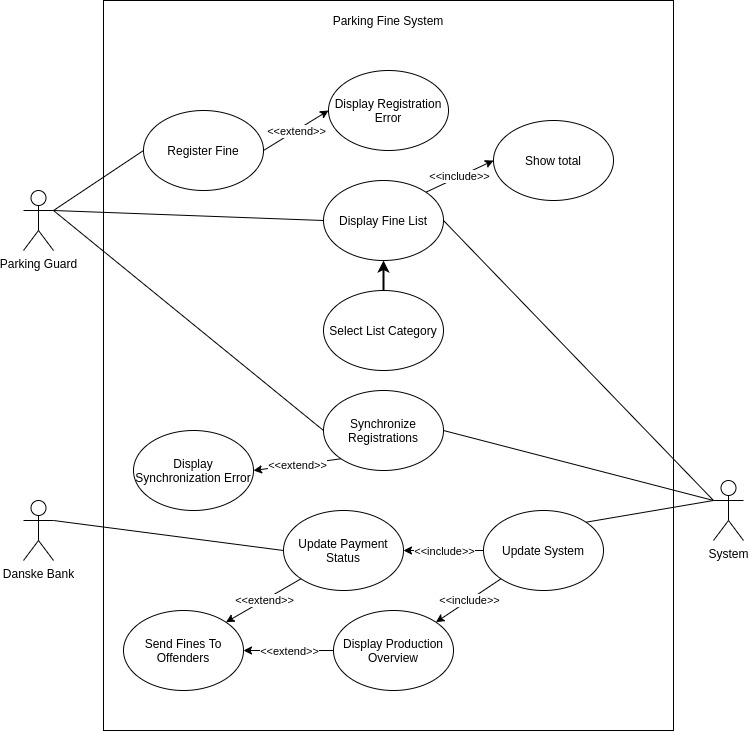 Parking Fine System
Display Registration
Error
Register Fine
<<extend>>
Show total
<<include>>
Display Fine List
Parking Guard
Select List Category
Synchronize
Registrations
Display
Synchronization Error
<<extend>>
Danske Bank
Update Payment
Status
<<include>>
Update System
System
<<extend>>
<<include>>
Send Fines To
Offenders
<<extend>>
Display Production
Overview